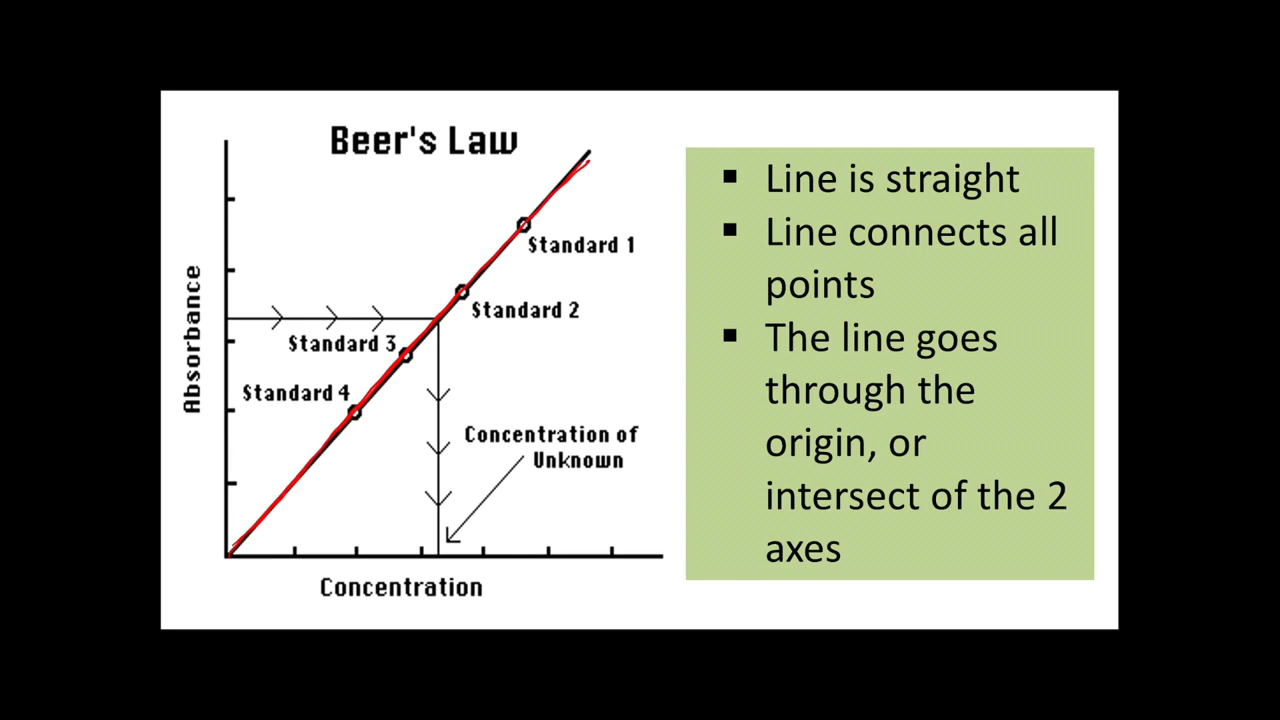 Beer's Law
Standard 1
Standard 2
Standard 3
Standard 4
Concentration of
Unknown
Absorbance
Concentration
▪ Line is straight
▪ Line connects all
points
▪ The line goes
through the
origin, or
intersect of the 2
axes